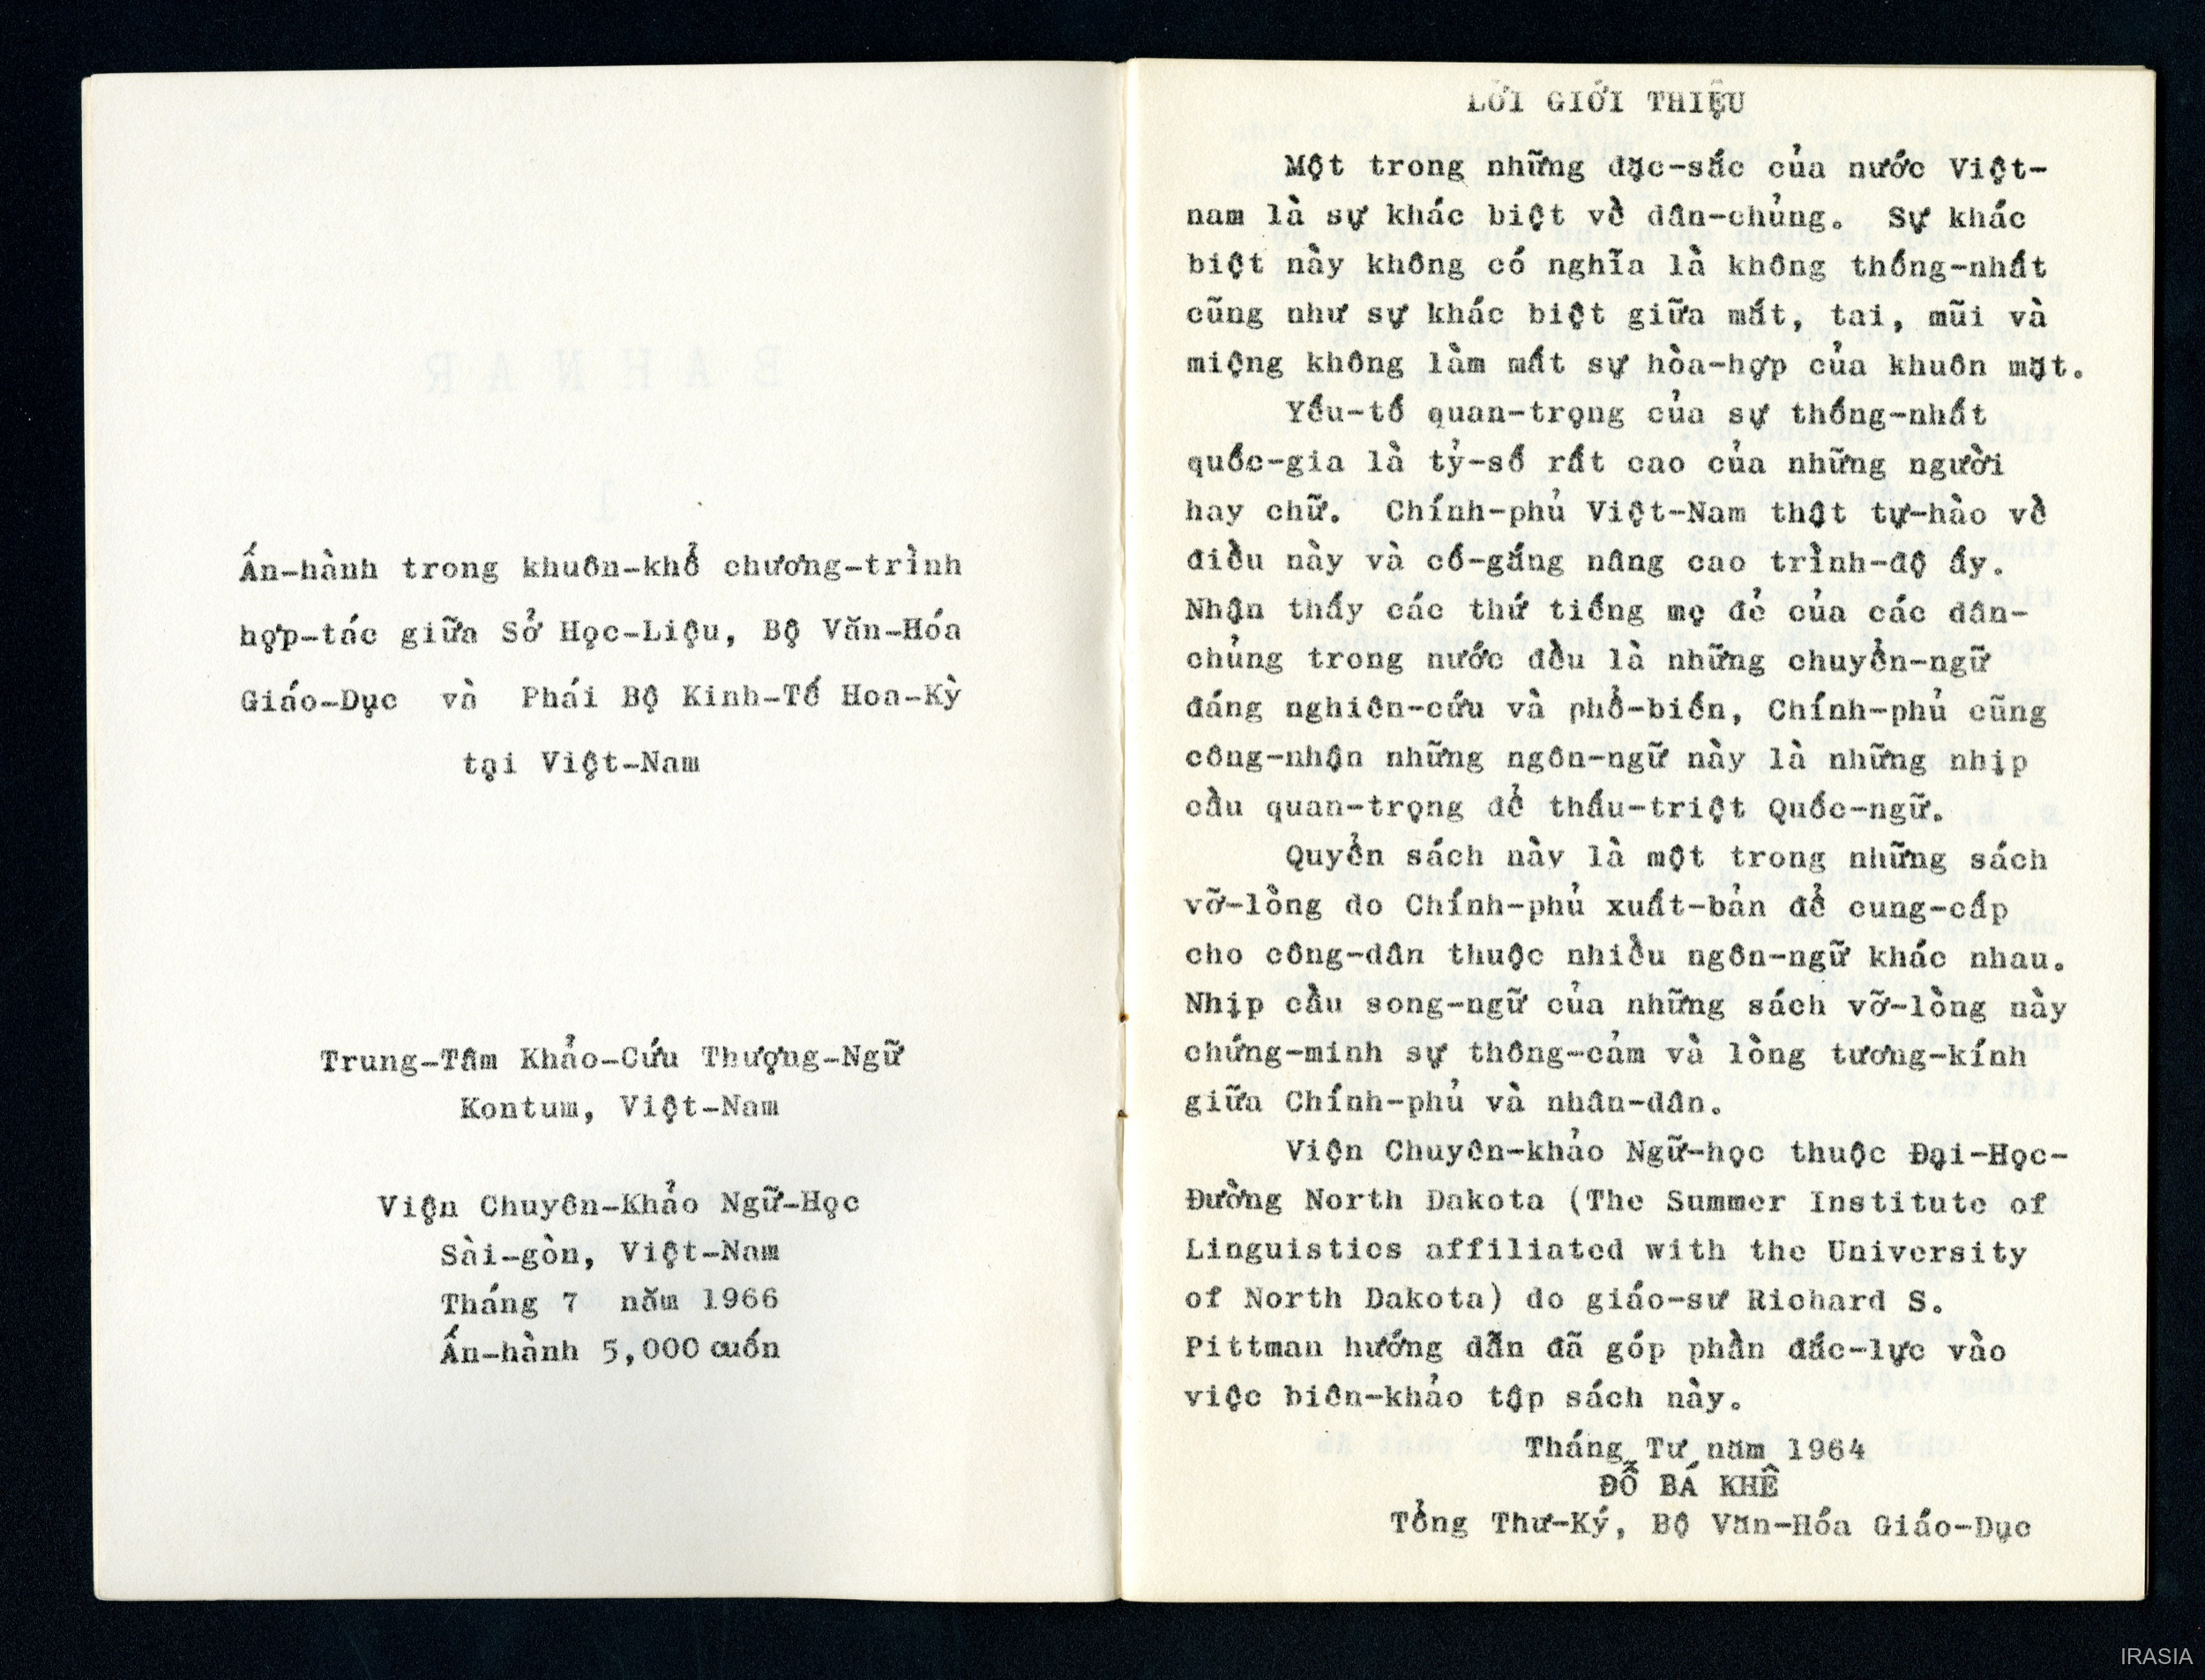 Ấn-hành trong khuôn-khổ chương-trình
hợp-tác giữa Sở Học-Liệu, Bộ Văn-Hóa
Giáo-Dục và Phái Bộ Kinh-Tế Hoa-Kỳ
tại Việt-Nam
Trung-Tâm Khảo-Cứu Thượng-Ngữ
Kontum, Việt-Nam
Viện Chuyên-Khảo Ngữ-Học
Sài-gòn, Việt-Nam
Tháng 7 năm 1966
Ấn-hành 5,000 cuốn
LỜI GIỚI THIỆU
Một trong những đặc-sắc của nước Việt-
nam là sự khác biệt về dân-chủng. Sự khác
biệt này không có nghĩa là không thống-nhất
cũng như sự khác biệt giữa mắt, tai, mũi và
miệng không làm mất sự hòa-hợp của khuôn mặt.
Yếu-tố quan-trọng của sự thống-nhất
quốc-gia là tỷ-số rất cao của những người
hay chữ. Chính-phủ Việt-Nam thật tự-hào về
điều này và cố-gắng nâng cao trình-độ ấy.
Nhận thấy các thứ tiếng mẹ đẻ của các dân-
chủng trong nước đều là những chuyển-ngữ
đáng nghiên-cứu và phổ-biến, Chính-phủ cũng
công-nhận những ngôn-ngữ này là những nhịp
cầu quan-trọng để thấu-triệt Quốc-ngữ.
Quyển sách này là một trong những sách
vỡ-lòng do Chính-phủ xuất-bản để cung-cấp
cho công-dân thuộc nhiều ngôn-ngữ khác nhau.
Nhịp cầu song-ngữ của những sách vỡ-lòng này
chứng-minh sự thông-cảm và lòng tương-kính
giữa Chính-phủ và nhân-dân.
Viện Chuyên-khảo Ngữ-học thuộc Đại-Học-
Đường North Dakota (The Summer Institute of
Linguistics affiliated with the University
of North Dakota) do giáo-sư Richard S.
Pittman hướng dẫn đã góp phần đắc-lực vào
việc biên-khảo tập sách này.
Tháng Tư năm 1964
ĐỖ BÁ KHÊ
Tổng Thư-Ký, Bộ Văn-Hóa Giáo-Dục
IRASIA